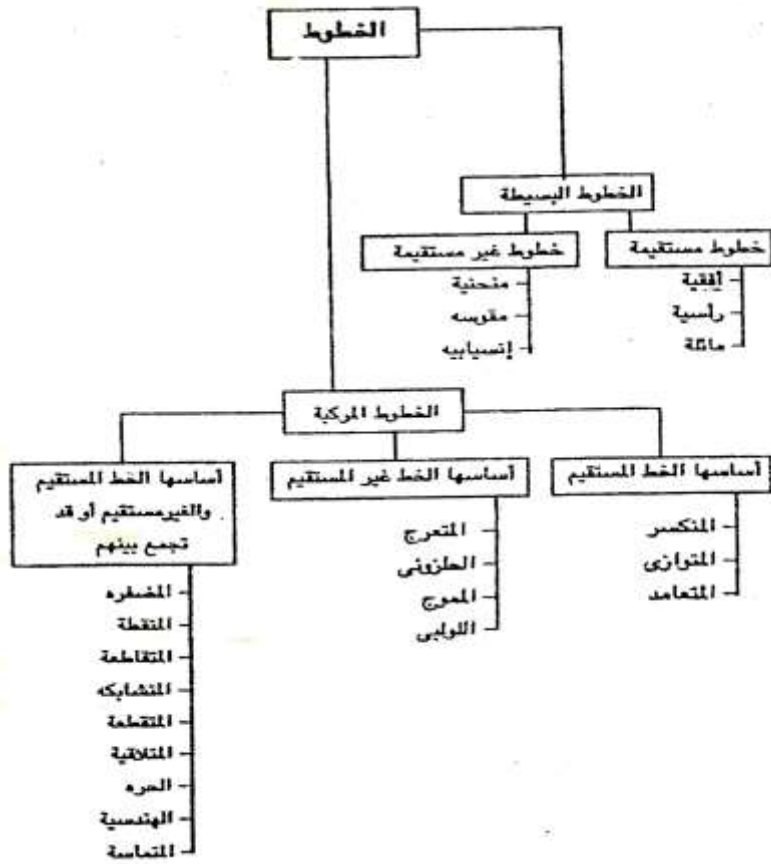 الخطوط
الخطوط البسيطة
خطوط مستقيمة
أفقية
رأسية
مائلة
خطوط غير مستقيمة
منحنية
مقوسه
إنسيابيه
الخطوط المركبة
أساسها الخط المستقيم
المنكسر
المتوازى
المتعامد
أساسها الخط غير المستقيم
المتعرج
الحلزونى
المموج
اللولبى
أساسها الخط المستقيم
والغيرمستقيم أو قد
تجمع بينهم
المضفره
المنقطة
المتقاطعة
المتشابكه
المتقطعة
المتلاقية
الحره
الهندسية
المتماسة